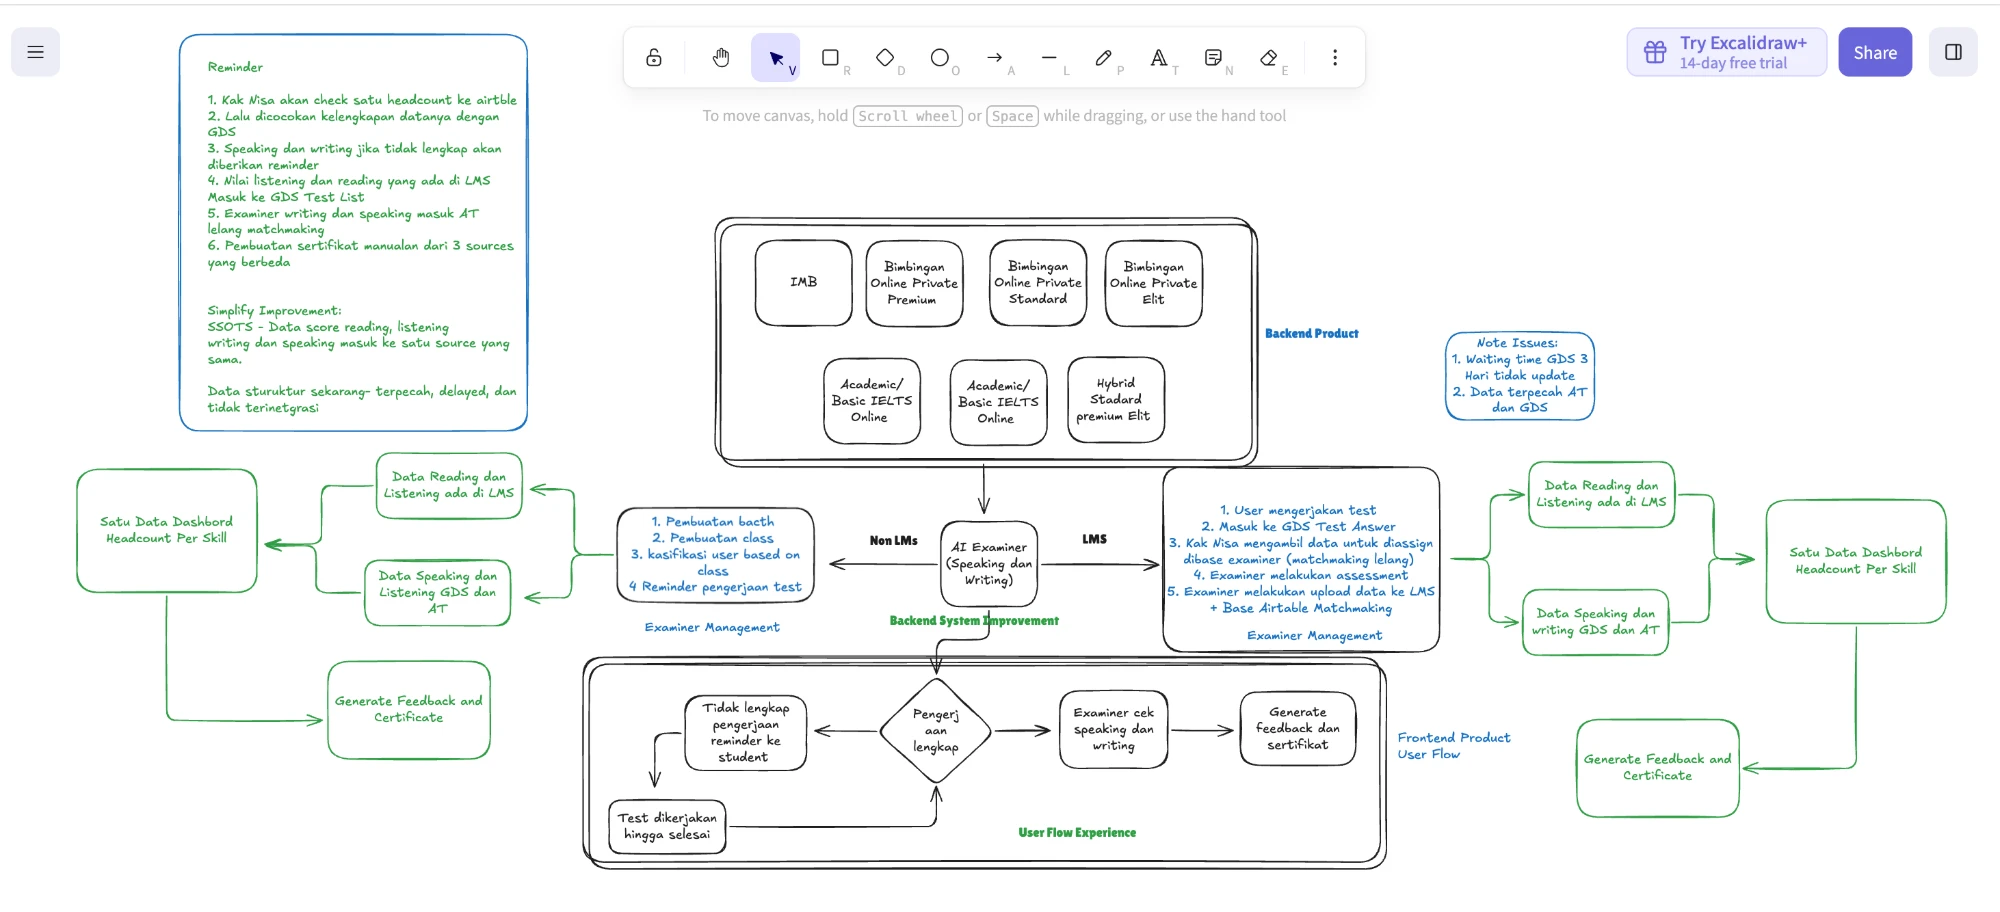 Try Excalidraw+
14-day free trial
Share
V
R
D
O
A
L
P
T
N
E
To move canvas, hold Scroll wheel or Space while dragging, or use the hand tool
Reminder
1. Kak Nisa akan check satu headcount ke airtble
2. Lalu dicocokan kelengkapan datanya dengan
GDS
3. Speaking dan writing jika tidak lengkap akan
diberikan reminder
4. Nilai listening dan reading yang ada di LMS
Masuk ke GDS Test List
5. Examiner writing dan speaking masuk AT
lelang matchmaking
6. Pembuatan sertifikat manualan dari 3 sources
yang berbeda
Simplify Improvement:
SSOTS - Data score reading, listening
writing dan speaking masuk ke satu source yang
sama.
Data sturuktur sekarang- terpecah, delayed, dan
tidak terinetgrasi
IMB
Bimbingan
Online Private
Premium
Bimbingan
Online Private
Standard
Bimbingan
Online Private
Elit
Academic/
Basic IELTS
Online
Academic/
Basic IELTS
Online
Hybrid
Stadard
premium Elit
Backend Product
Note Issues:
1. Waiting time GDS 3
Hari tidak update
2. Data terpecah AT
dan GDS
Satu Data Dashbord
Headcount Per Skill
Data Reading dan
Listening ada di LMS
Data Speaking dan
Listening GDS dan
AT
Generate Feedback and
Certificate
1. Pembuatan bacth
2. Pembuatan class
3. kasifikasi user based on
class
4 Reminder pengerjaan test
Examiner Management
Non LMs
AI Examiner
(Speaking dan
Writing)
LMS
Backend System Improvement
1. User mengerjakan test
2. Masuk ke GDS Test Answer
3. Kak Nisa mengambil data untuk diassign
dibase examiner (matchmaking lelang)
4. Examiner melakukan assessment
5. Examiner melakukan upload data ke LMS
+ Base Airtable Matchmaking
Examiner Management
Data Reading dan
Listening ada di LMS
Data Speaking dan
writing GDS dan AT
Satu Data Dashbord
Headcount Per Skill
Generate Feedback and
Certificate
Tidak lengkap
pengerjaan
reminder ke
student
Pengerj
aan
lengkap
Examiner cek
speaking dan
writing
Generate
feedback dan
sertifikat
Test dikerjakan
hingga selesai
User Flow Experience
Frontend Product
User Flow